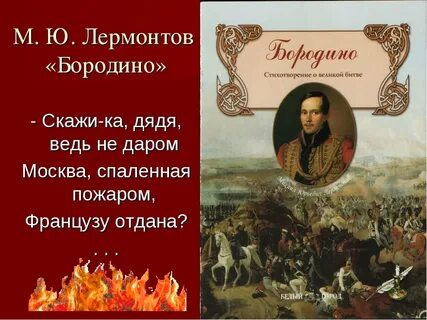 М. Ю. Лермонтов
«Бородино»
- Скажи-ка, дядя,
ведь не даром
Москва, спаленная
пожаром,
Французу отдана?
. . .
Бородино
Стихотворение о великой битве
БЕЛЫЙ ГОРОД